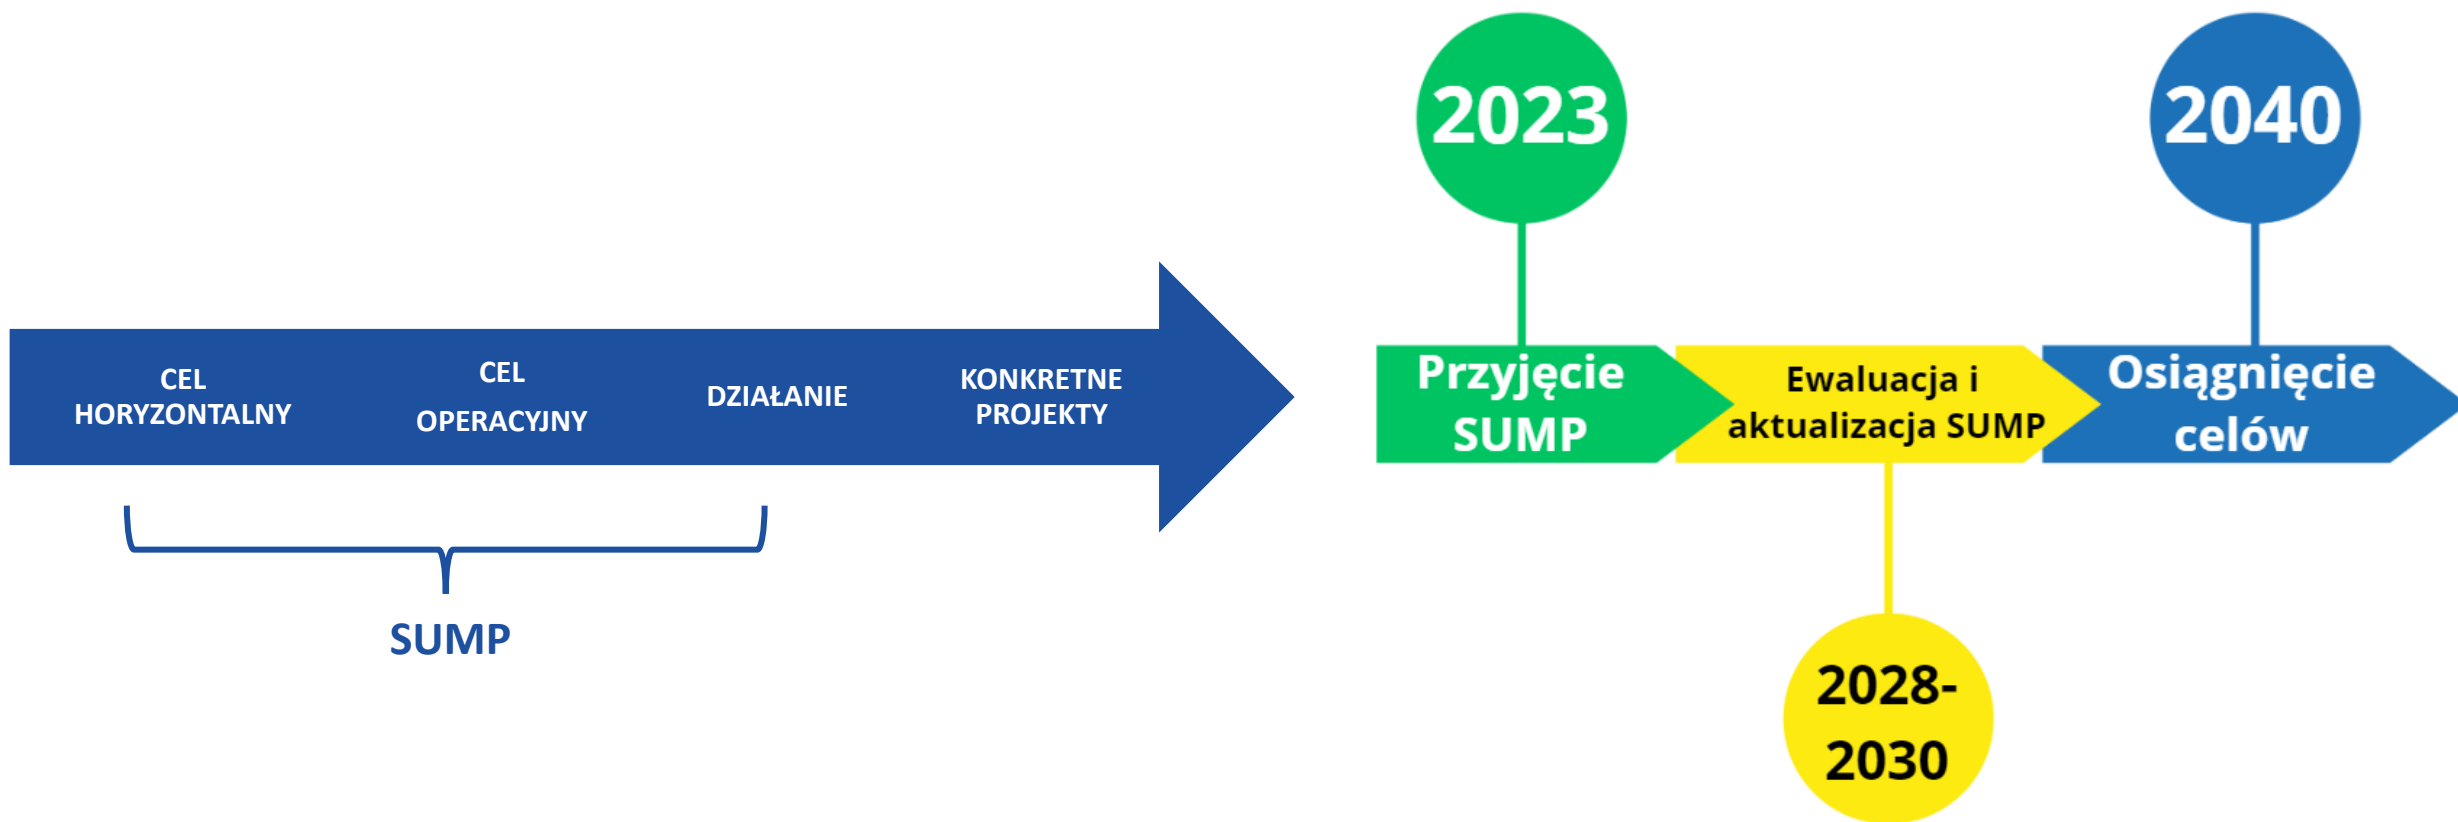 CEL
HORYZONTALNY
CEL
OPERACYJNY
DZIAŁANIE
KONKRETNE
PROJEKTY
SUMP
2023
2040
Przyjęcie
SUMP
Ewaluacja i
aktualizacja SUMP
Osiągnięcie
celów
2028-
2030